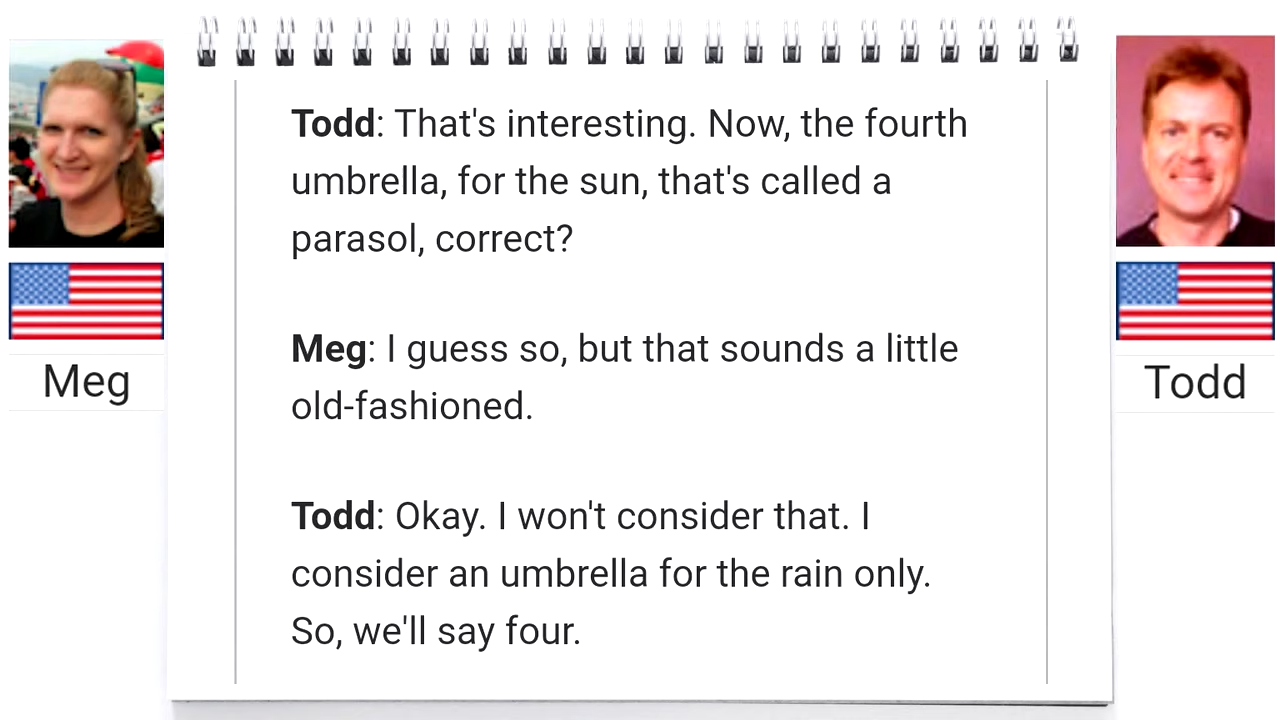 Todd: That's interesting. Now, the fourth
umbrella, for the sun, that's called a
parasol, correct?
Meg: I guess so, but that sounds a little
old-fashioned.
Todd: Okay. I won't consider that. I
consider an umbrella for the rain only.
So, we'll say four.
Meg
Todd